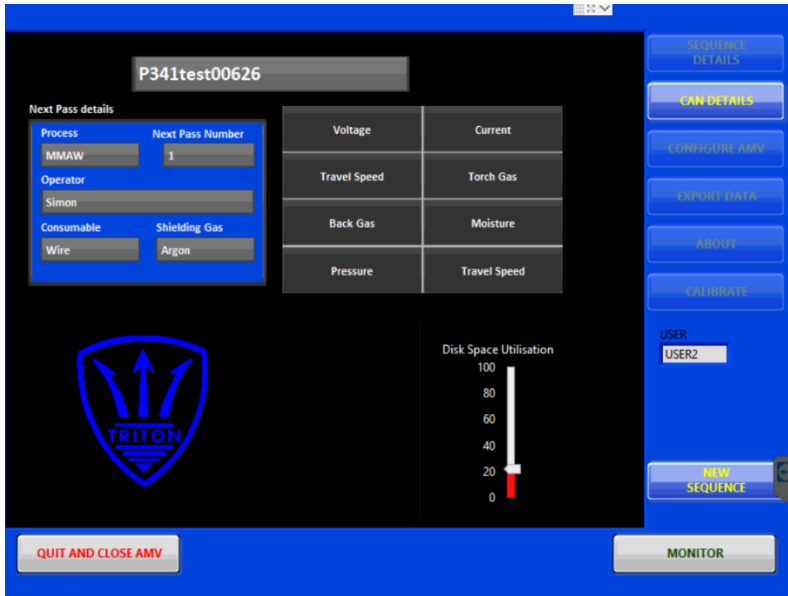 P341test00626
SEQUENCE
DETAILS
CAN DETAILS
CONFIGURE AMV
EXPORT DATA
ABOUT
CALIBRATE
Next Pass details
Process
Next Pass Number
MMAW
1
Operator
Simon
Consumable
Shielding Gas
Wire
Argon
Voltage
Current
Travel Speed
Torch Gas
Back Gas
Moisture
Pressure
Travel Speed
TRITON
Disk Space Utilisation
100
80
60
40
20
0
USER
USER2
NEW
SEQUENCE
QUIT AND CLOSE AMV
MONITOR